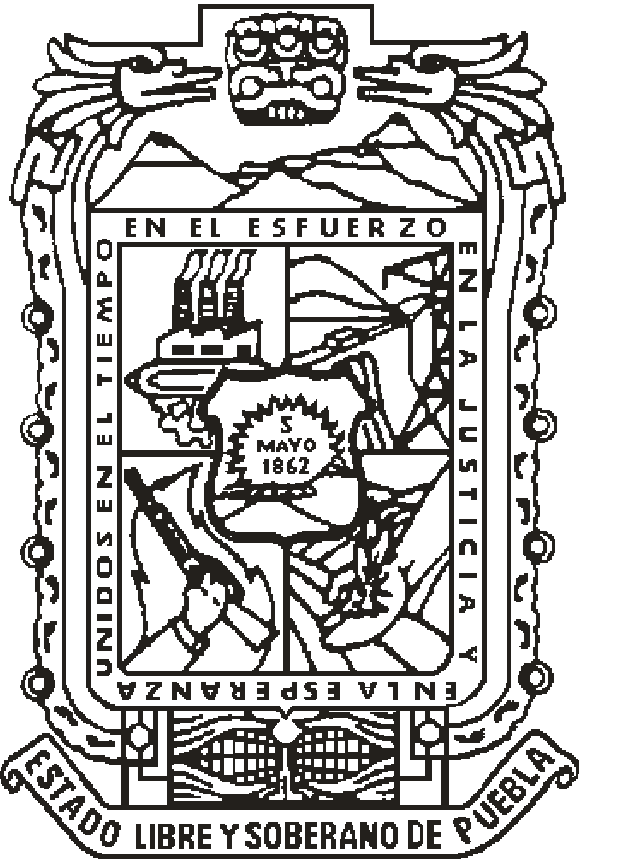 EN EL ESFUERZO
EN LA JUSTICIA Y
EN LA ESPERANZA
UNIDOS EN EL TIEMPO
5
MAYO
1862
ESTADO LIBRE Y SOBERANO DE PUEBLA